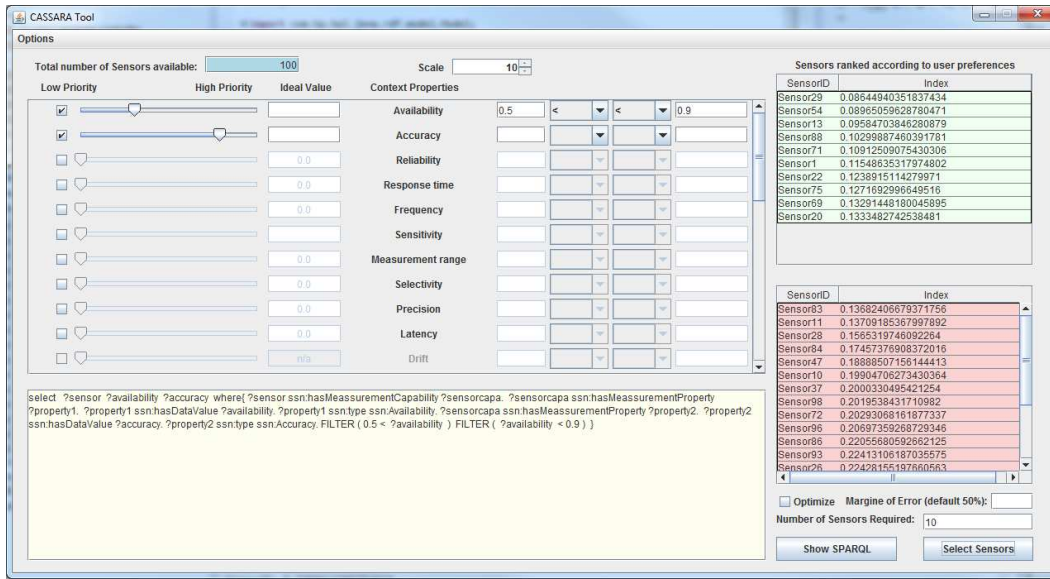 CASSARA Tool
Options
Total number of Sensors available: 100
Scale 10
Low Priority High Priority Ideal Value Context Properties
Availability 0.5 < < 0.9
Accuracy
0.0 Reliability
0.0 Response time
0.0 Frequency
Sensitivity
0.0 Measurement range
0.0 Selectivity
0.0 Precision
0.0 Latency
n/a Drift
select ?sensor ?availability ?accuracy where{ ?sensor ssn:hasMeassurementCapability ?sensorcapa. ?sensorcapa ssn:hasMeassurementProperty
?property1. ?property1 ssn:hasDataValue ?availability. ?property1 ssn:type ssn:Availability. ?sensorcapa ssn:hasMeassurementProperty ?property2. ?property2
ssn:hasDataValue ?accuracy. ?property2 ssn:type ssn:Accuracy. FILTER ( 0.5 < ?availability ) FILTER ( ?availability < 0.9 ) }
Sensors ranked according to user preferences
SensorID Index
Sensor29 0.08644940351837434
Sensor54 0.08965059628780471
Sensor13 0.09584703846280879
Sensor88 0.10299887460391781
Sensor71 0.10912509075430306
Sensor1 0.11548635317974802
Sensor22 0.1238915114279971
Sensor75 0.1271692996649516
Sensor69 0.13291448180045895
Sensor20 0.1333482742538481
SensorID Index
Sensor83 0.13682406679371756
Sensor11 0.13709185367997892
Sensor28 0.1565319746092264
Sensor84 0.17457376908372016
Sensor47 0.18888507156144413
Sensor10 0.19904706273430364
Sensor37 0.2000330495421254
Sensor98 0.2019538431710982
Sensor72 0.20293068161877337
Sensor96 0.20697359268729346
Sensor86 0.22055680592662125
Sensor93 0.22413106187035575
Sensor26 0.22428155197660563
Optimize Margine of Error (default 50%):
Number of Sensors Required: 10
Show SPARQL Select Sensors